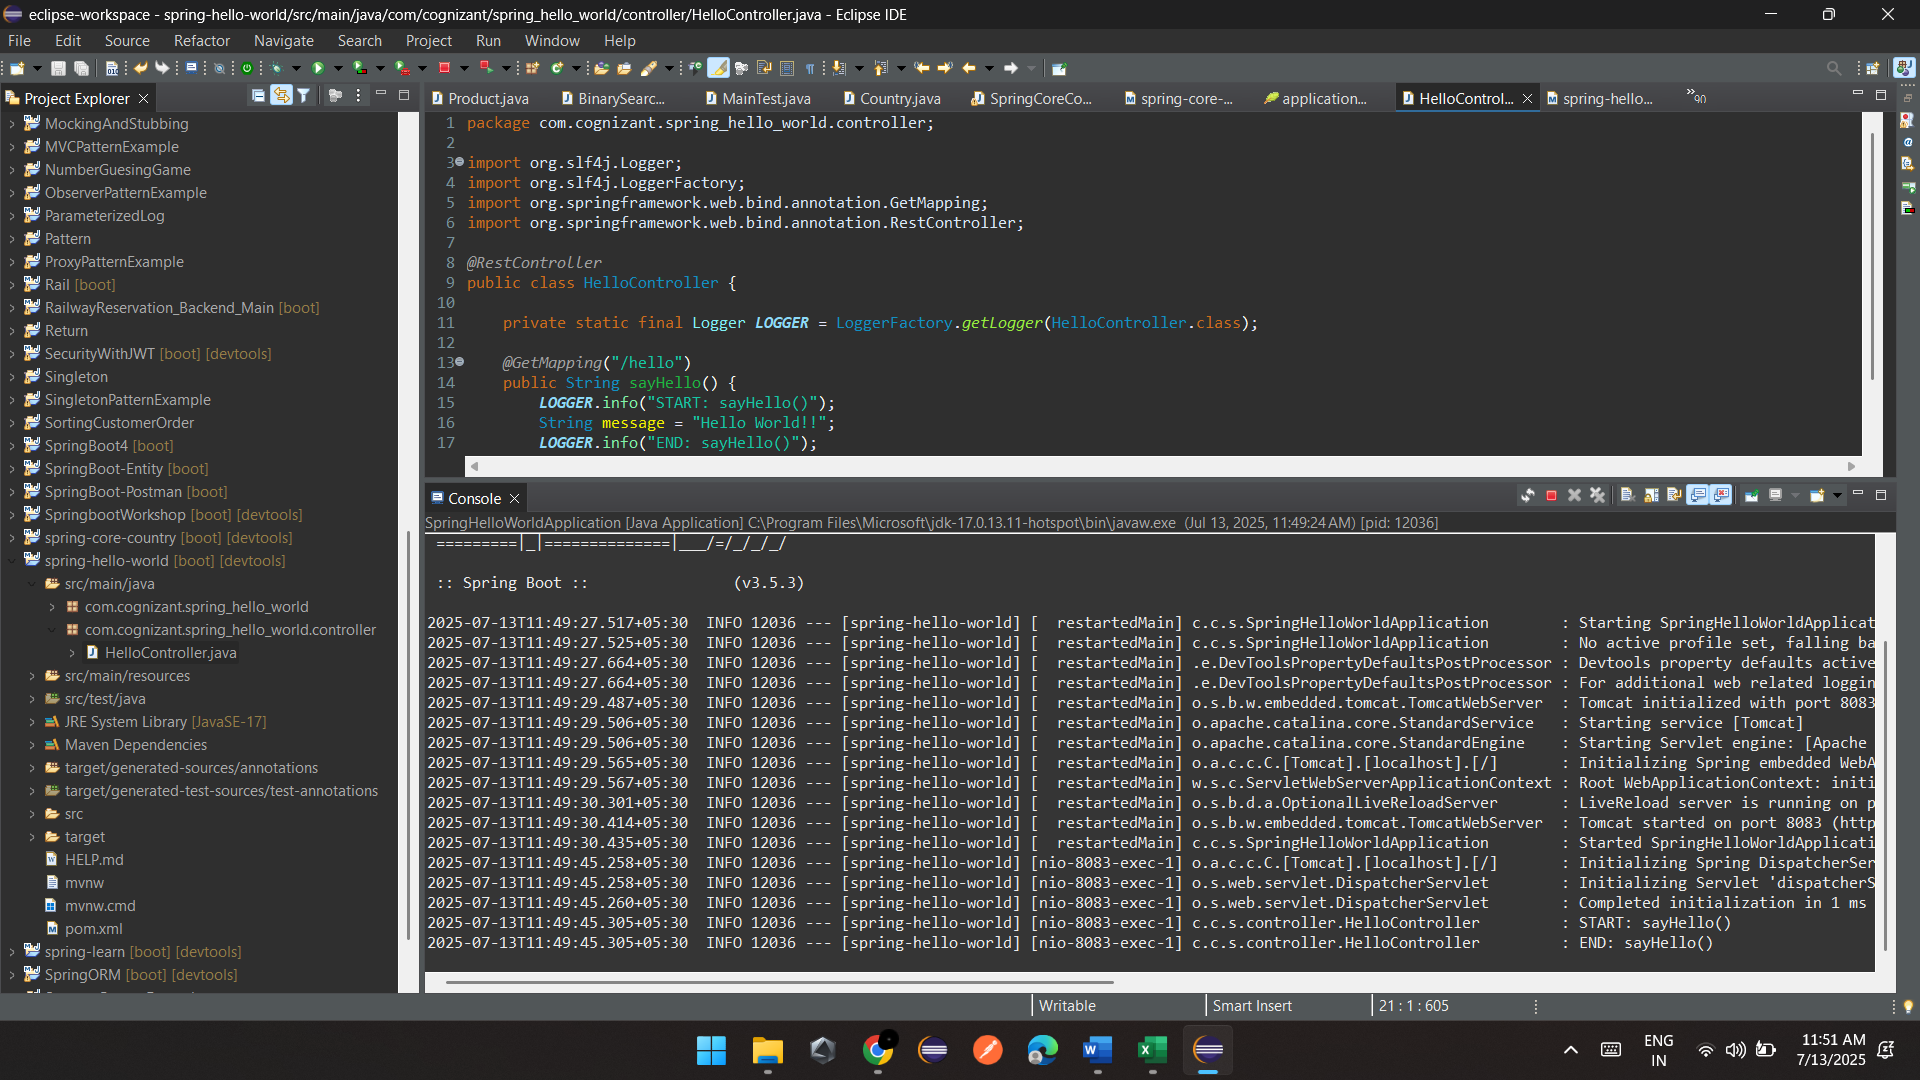 eclipse-workspace - spring-hello-world/src/main/java/com/cognizant/spring_hello_world/controller/HelloController.java - Eclipse IDE
File Edit Source Refactor Navigate Search Project Run Window Help
Project Explorer
MockingAndStubbing
MVCPatternExample
NumberGuesingGame
ObserverPatternExample
ParameterizedLog
Pattern
ProxyPatternExample
Rail [boot]
RailwayReservation_Backend_Main [boot]
Return
SecurityWithJWT [boot] [devtools]
Singleton
SingletonPatternExample
SortingCustomerOrder
SpringBoot4 [boot]
SpringBoot-Entity [boot]
SpringBoot-Postman [boot]
SpringbootWorkshop [boot] [devtools]
spring-core-country [boot] [devtools]
spring-hello-world [boot] [devtools]
src/main/java
com.cognizant.spring_hello_world
com.cognizant.spring_hello_world.controller
HelloController.java
src/main/resources
src/test/java
JRE System Library [JavaSE-17]
Maven Dependencies
target/generated-sources/annotations
target/generated-test-sources/test-annotations
src
target
HELP.md
mvnw
mvnw.cmd
pom.xml
spring-learn [boot] [devtools]
SpringORM [boot] [devtools]
Product.java BinarySearc... MainTest.java Country.java SpringCoreCo... spring-core-... application... HelloControl... spring-hello... »90
1 package com.cognizant.spring_hello_world.controller;
2
3 import org.slf4j.Logger;
4 import org.slf4j.LoggerFactory;
5 import org.springframework.web.bind.annotation.GetMapping;
6 import org.springframework.web.bind.annotation.RestController;
7
8 @RestController
9 public class HelloController {
10
11 private static final Logger LOGGER = LoggerFactory.getLogger(HelloController.class);
12
13 @GetMapping("/hello")
14 public String sayHello() {
15 LOGGER.info("START: sayHello()");
16 String message = "Hello World!!";
17 LOGGER.info("END: sayHello()");
Console
SpringHelloWorldApplication [Java Application] C:\Program Files\Microsoft\jdk-17.0.13.11-hotspot\bin\javaw.exe (Jul 13, 2025, 11:49:24 AM) [pid: 12036]
=========|_|==============|___/=/_/_/_/
:: Spring Boot :: (v3.5.3)
2025-07-13T11:49:27.517+05:30 INFO 12036 --- [spring-hello-world] [ restartedMain] c.c.s.SpringHelloWorldApplication : Starting SpringHelloWorldApplicat
2025-07-13T11:49:27.525+05:30 INFO 12036 --- [spring-hello-world] [ restartedMain] c.c.s.SpringHelloWorldApplication : No active profile set, falling ba
2025-07-13T11:49:27.664+05:30 INFO 12036 --- [spring-hello-world] [ restartedMain] .e.DevToolsPropertyDefaultsPostProcessor : Devtools property defaults active
2025-07-13T11:49:27.664+05:30 INFO 12036 --- [spring-hello-world] [ restartedMain] .e.DevToolsPropertyDefaultsPostProcessor : For additional web related loggin
2025-07-13T11:49:29.487+05:30 INFO 12036 --- [spring-hello-world] [ restartedMain] o.s.b.w.embedded.tomcat.TomcatWebServer : Tomcat initialized with port 8083
2025-07-13T11:49:29.506+05:30 INFO 12036 --- [spring-hello-world] [ restartedMain] o.apache.catalina.core.StandardService : Starting service [Tomcat]
2025-07-13T11:49:29.506+05:30 INFO 12036 --- [spring-hello-world] [ restartedMain] o.apache.catalina.core.StandardEngine : Starting Servlet engine: [Apache
2025-07-13T11:49:29.565+05:30 INFO 12036 --- [spring-hello-world] [ restartedMain] o.a.c.c.C.[Tomcat].[localhost].[/] : Initializing Spring embedded WebA
2025-07-13T11:49:29.567+05:30 INFO 12036 --- [spring-hello-world] [ restartedMain] w.s.c.ServletWebServerApplicationContext : Root WebApplicationContext: initi
2025-07-13T11:49:30.301+05:30 INFO 12036 --- [spring-hello-world] [ restartedMain] o.s.b.d.a.OptionalLiveReloadServer : LiveReload server is running on p
2025-07-13T11:49:30.414+05:30 INFO 12036 --- [spring-hello-world] [ restartedMain] o.s.b.w.embedded.tomcat.TomcatWebServer : Tomcat started on port 8083 (http
2025-07-13T11:49:30.435+05:30 INFO 12036 --- [spring-hello-world] [ restartedMain] c.c.s.SpringHelloWorldApplication : Started SpringHelloWorldApplicati
2025-07-13T11:49:45.258+05:30 INFO 12036 --- [spring-hello-world] [nio-8083-exec-1] o.a.c.c.C.[Tomcat].[localhost].[/] : Initializing Spring DispatcherSer
2025-07-13T11:49:45.258+05:30 INFO 12036 --- [spring-hello-world] [nio-8083-exec-1] o.s.web.servlet.DispatcherServlet : Initializing Servlet 'dispatcherS
2025-07-13T11:49:45.260+05:30 INFO 12036 --- [spring-hello-world] [nio-8083-exec-1] o.s.web.servlet.DispatcherServlet : Completed initialization in 1 ms
2025-07-13T11:49:45.305+05:30 INFO 12036 --- [spring-hello-world] [nio-8083-exec-1] c.c.s.controller.HelloController : START: sayHello()
2025-07-13T11:49:45.305+05:30 INFO 12036 --- [spring-hello-world] [nio-8083-exec-1] c.c.s.controller.HelloController : END: sayHello()
Writable Smart Insert 21 : 1 : 605
ENG
IN
11:51 AM
7/13/2025